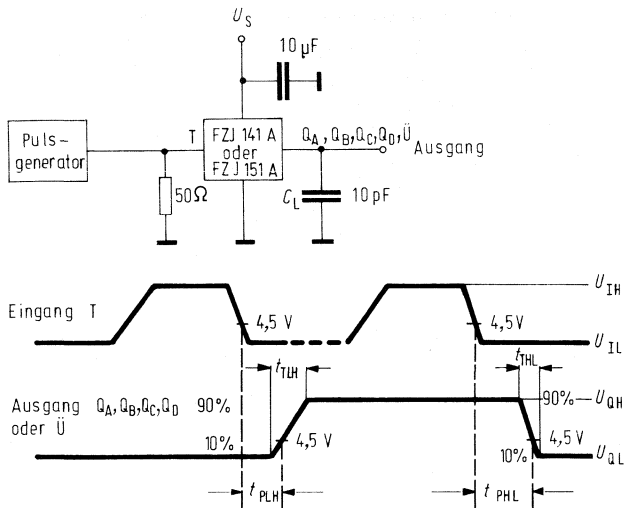 U_S
10 µF
Puls-
generator
T
FZJ 141 A
oder
FZJ 151 A
Q_A, Q_B, Q_C, Q_D, Ü
Ausgang
50Ω
C_L
10 pF
Eingang T
4,5 V
4,5 V
U_IH
U_IL
t_TLH
t_THL
Ausgang Q_A, Q_B, Q_C, Q_D
oder Ü
90%
10%
4,5 V
90%
10%
4,5 V
U_QH
U_QL
t_PLH
t_PHL